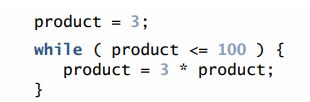 product = 3;
while ( product <= 100 ) {
product = 3 * product;
}